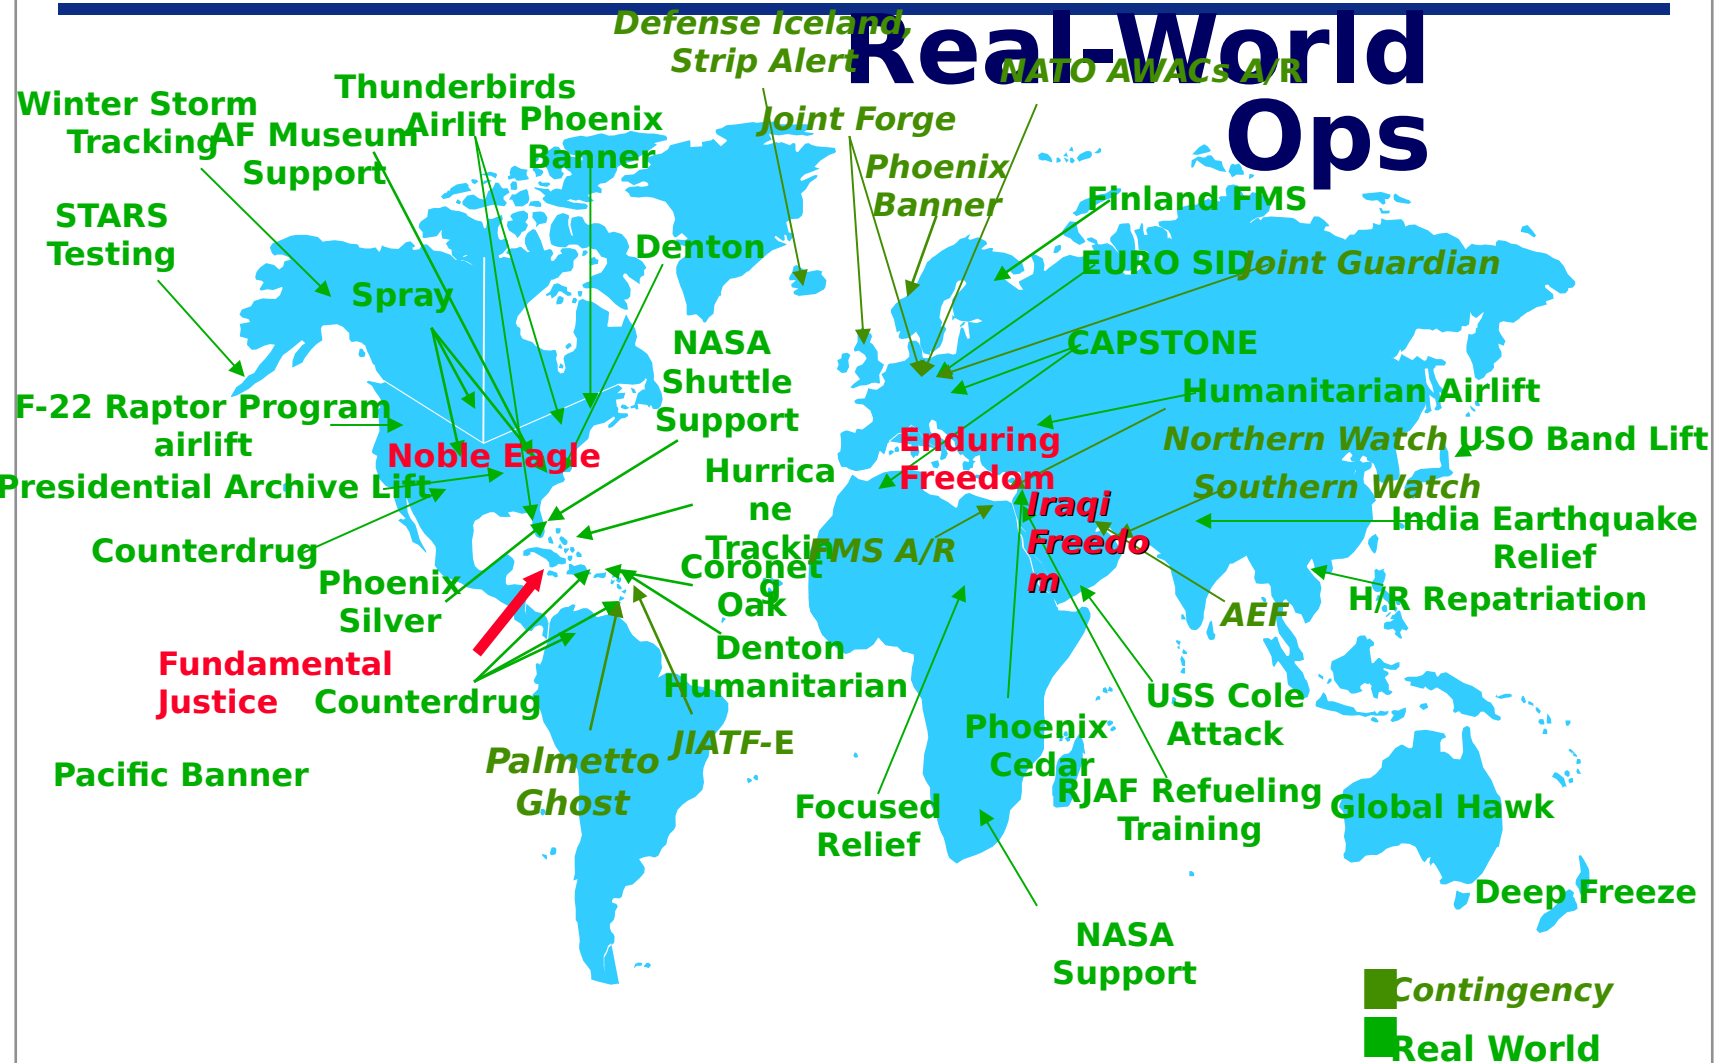 Real-World
Ops
Defense Iceland,
Strip Alert
NATO AWACs A/R
Thunderbirds
Airlift
Winter Storm
Tracking
AF Museum
Support
Phoenix
Banner
Joint Forge
Phoenix
Banner
Finland FMS
STARS
Testing
Denton
EURO SID
Joint Guardian
Spray
NASA
Shuttle
Support
CAPSTONE
F-22 Raptor Program
airlift
Humanitarian Airlift
Noble Eagle
Enduring
Freedom
Northern Watch
USO Band Lift
Presidential Archive Lift
Hurrica
ne
Trackin
g
Southern Watch
Iraqi
Freedo
m
India Earthquake
Relief
Counterdrug
FMS A/R
Coronet
Oak
Phoenix
Silver
H/R Repatriation
AEF
Denton
Humanitarian
Fundamental
Justice
Counterdrug
USS Cole
Attack
Phoenix
Cedar
JIATF-E
Palmetto
Ghost
Pacific Banner
Focused
Relief
RJAF Refueling
Training
Global Hawk
Deep Freeze
NASA
Support
Contingency
Real World